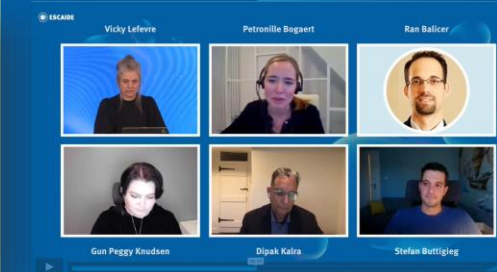 ESCAIDE
Vicky Lefevre
Petronille Bogaert
Ran Balicer
Gun Peggy Knudsen
Dipak Kalra
Stefan Buttigieg